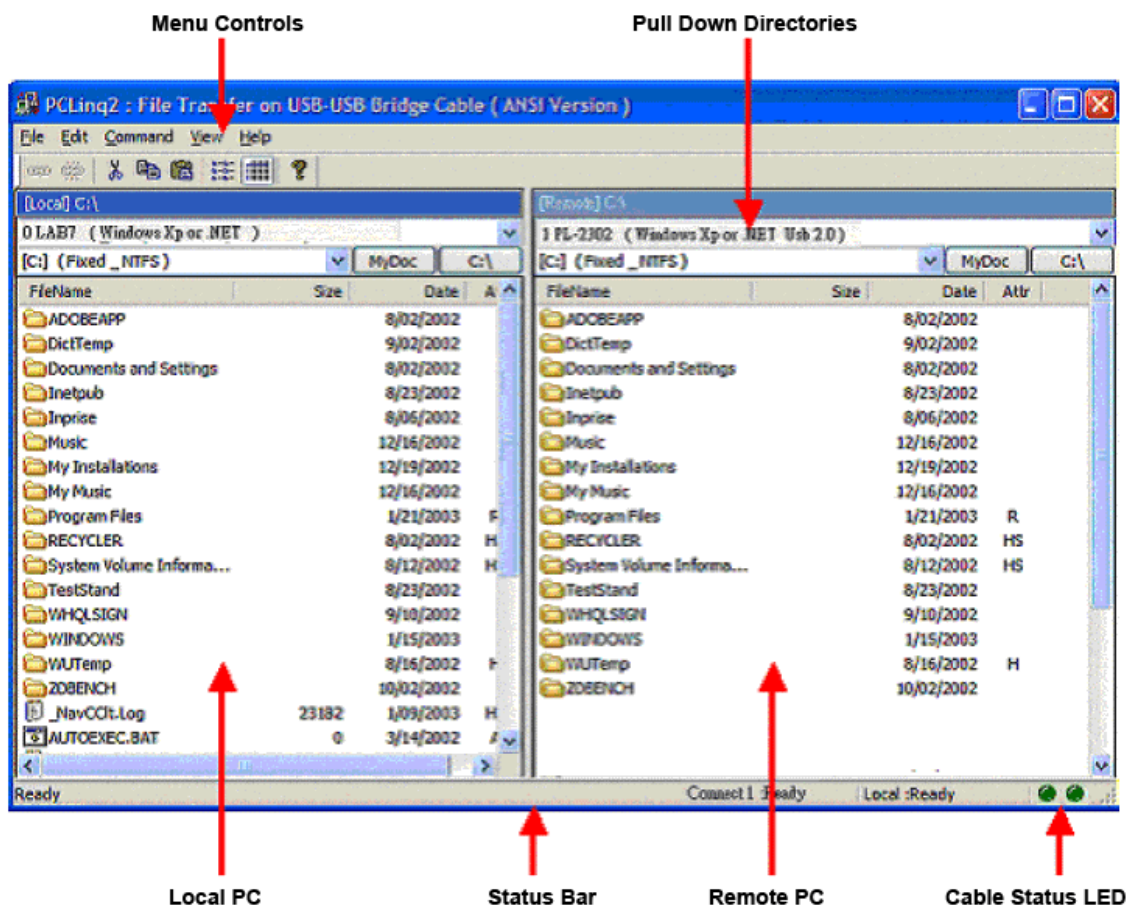 Menu Controls
Pull Down Directories
PCLinq2 : File Transfer on USB-USB Bridge Cable ( ANSI Version )
File Edit Command View Help
[Local] C:\
[Remote] C:\
0 LAB7 ( Windows Xp or .NET )
1 PL-2302 ( Windows Xp or .NET Usb 2.0 )
[C:] (Fixed _NTFS) MyDoc C:\
[C:] (Fixed _NTFS) MyDoc C:\
FileName Size Date A
ADOBEAPP 8/02/2002
DictTemp 9/02/2002
Documents and Settings 8/02/2002
Inetpub 8/23/2002
Inprise 8/06/2002
Music 12/16/2002
My Installations 12/19/2002
My Music 12/16/2002
Program Files 1/21/2003 R
RECYCLER 8/02/2002 H
System Volume Informa... 8/12/2002 H
TestStand 8/23/2002
WHQLSIGN 9/10/2002
WINDOWS 1/15/2003
WUTemp 8/16/2002 H
ZDBENCH 10/02/2002
_NavCClt.Log 23182 1/09/2003 H
AUTOEXEC.BAT 0 3/14/2002 A
FileName Size Date Attr
ADOBEAPP 8/02/2002
DictTemp 9/02/2002
Documents and Settings 8/02/2002
Inetpub 8/23/2002
Inprise 8/06/2002
Music 12/16/2002
My Installations 12/19/2002
My Music 12/16/2002
Program Files 1/21/2003 R
RECYCLER 8/02/2002 HS
System Volume Informa... 8/12/2002 HS
TestStand 8/23/2002
WHQLSIGN 9/10/2002
WINDOWS 1/15/2003
WUTemp 8/16/2002 H
ZDBENCH 10/02/2002
Ready Connect 1 :Ready Local :Ready
Local PC
Status Bar
Remote PC
Cable Status LED